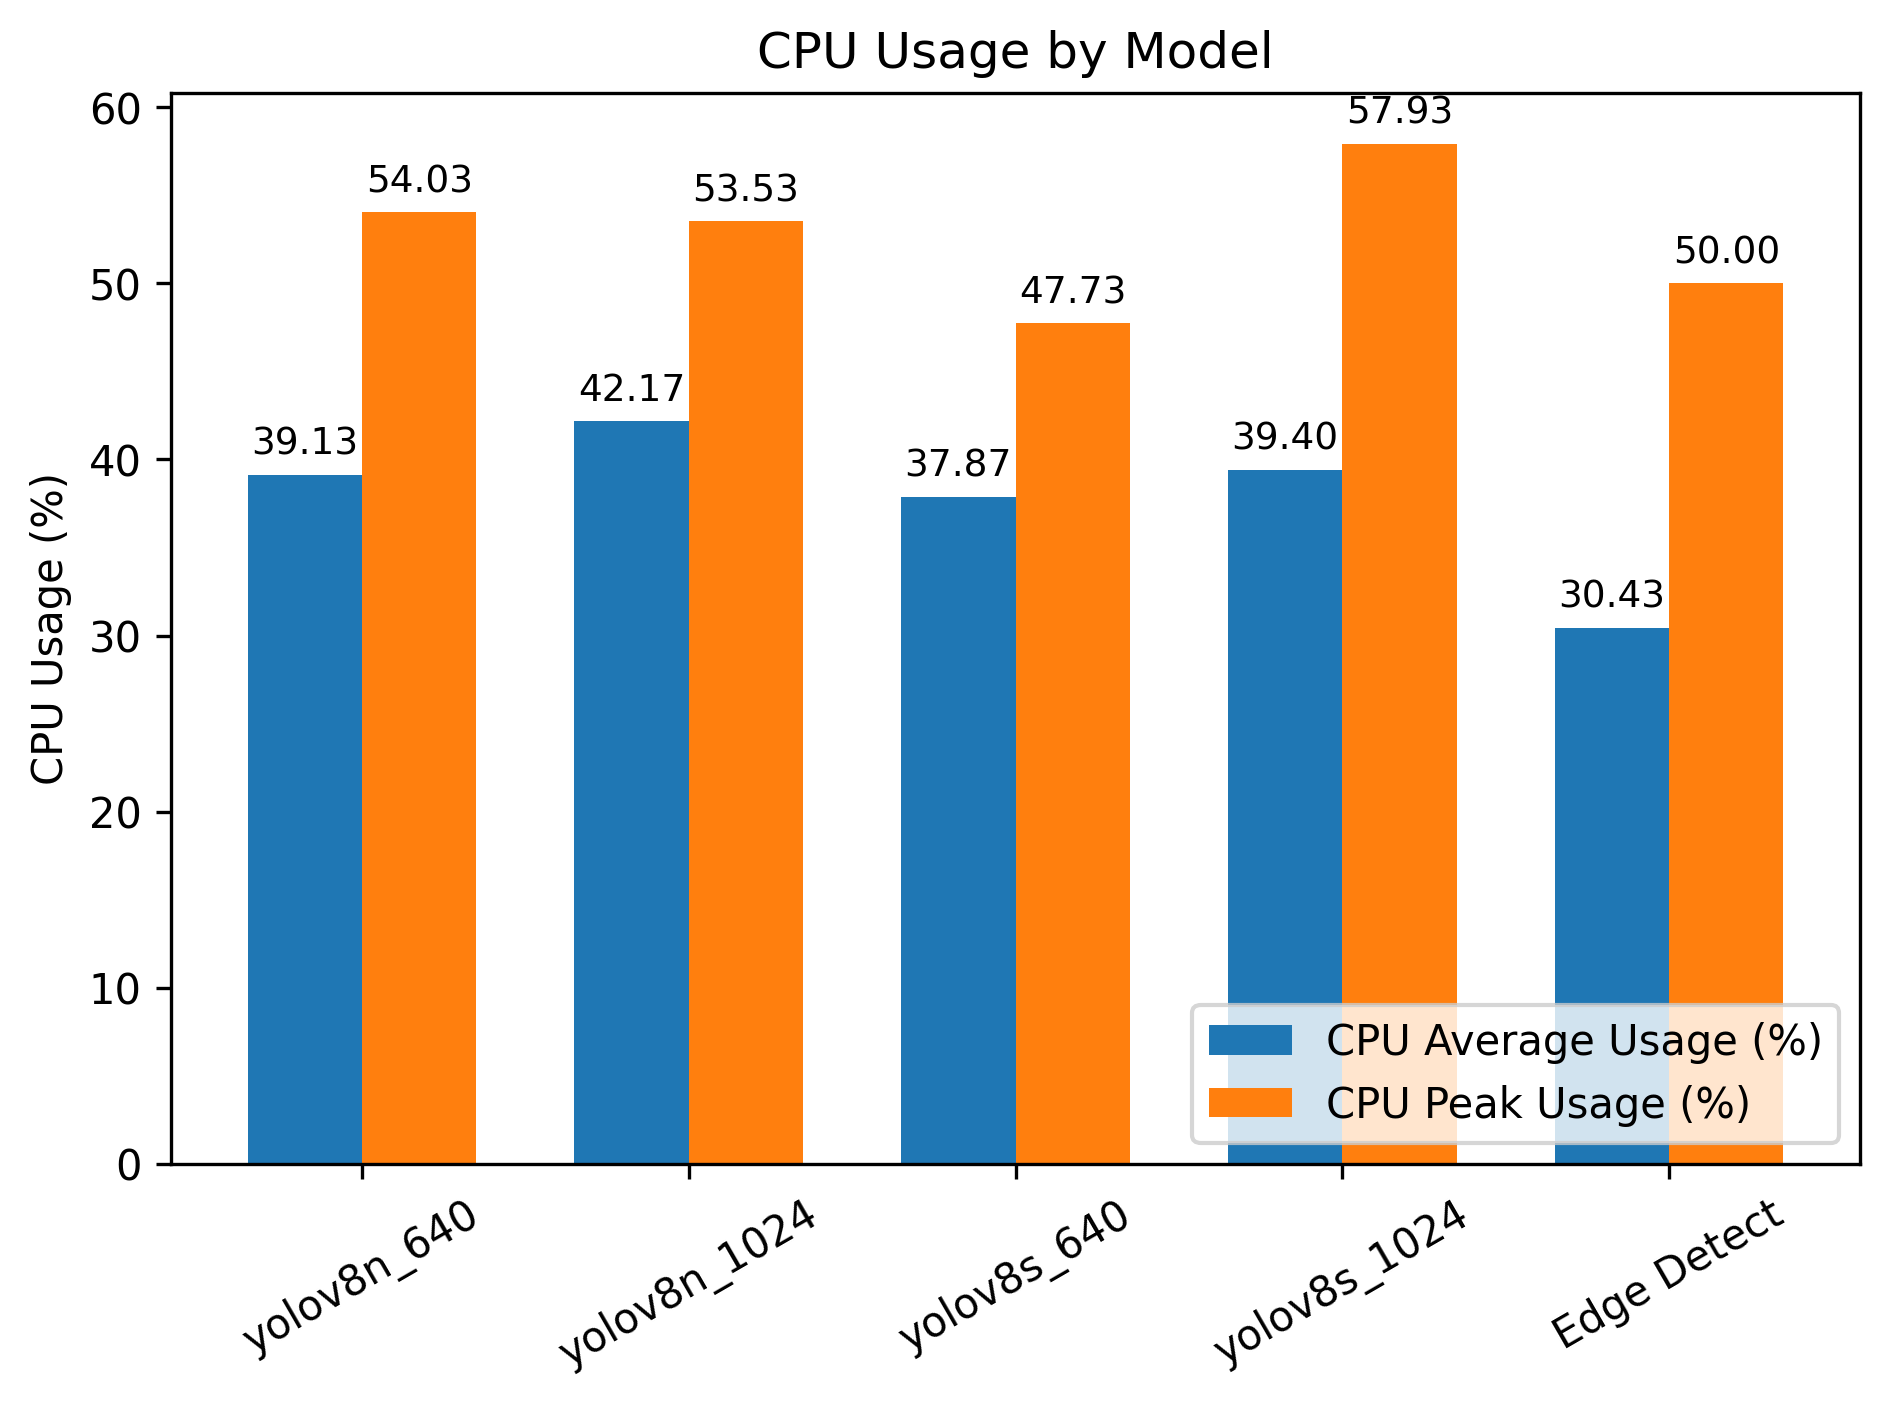 CPU Usage by Model
CPU Usage (%)
60
50
40
30
20
10
0
39.13
54.03
42.17
53.53
37.87
47.73
39.40
57.93
30.43
50.00
CPU Average Usage (%)
CPU Peak Usage (%)
yolov8n_640
yolov8n_1024
yolov8s_640
yolov8s_1024
Edge Detect